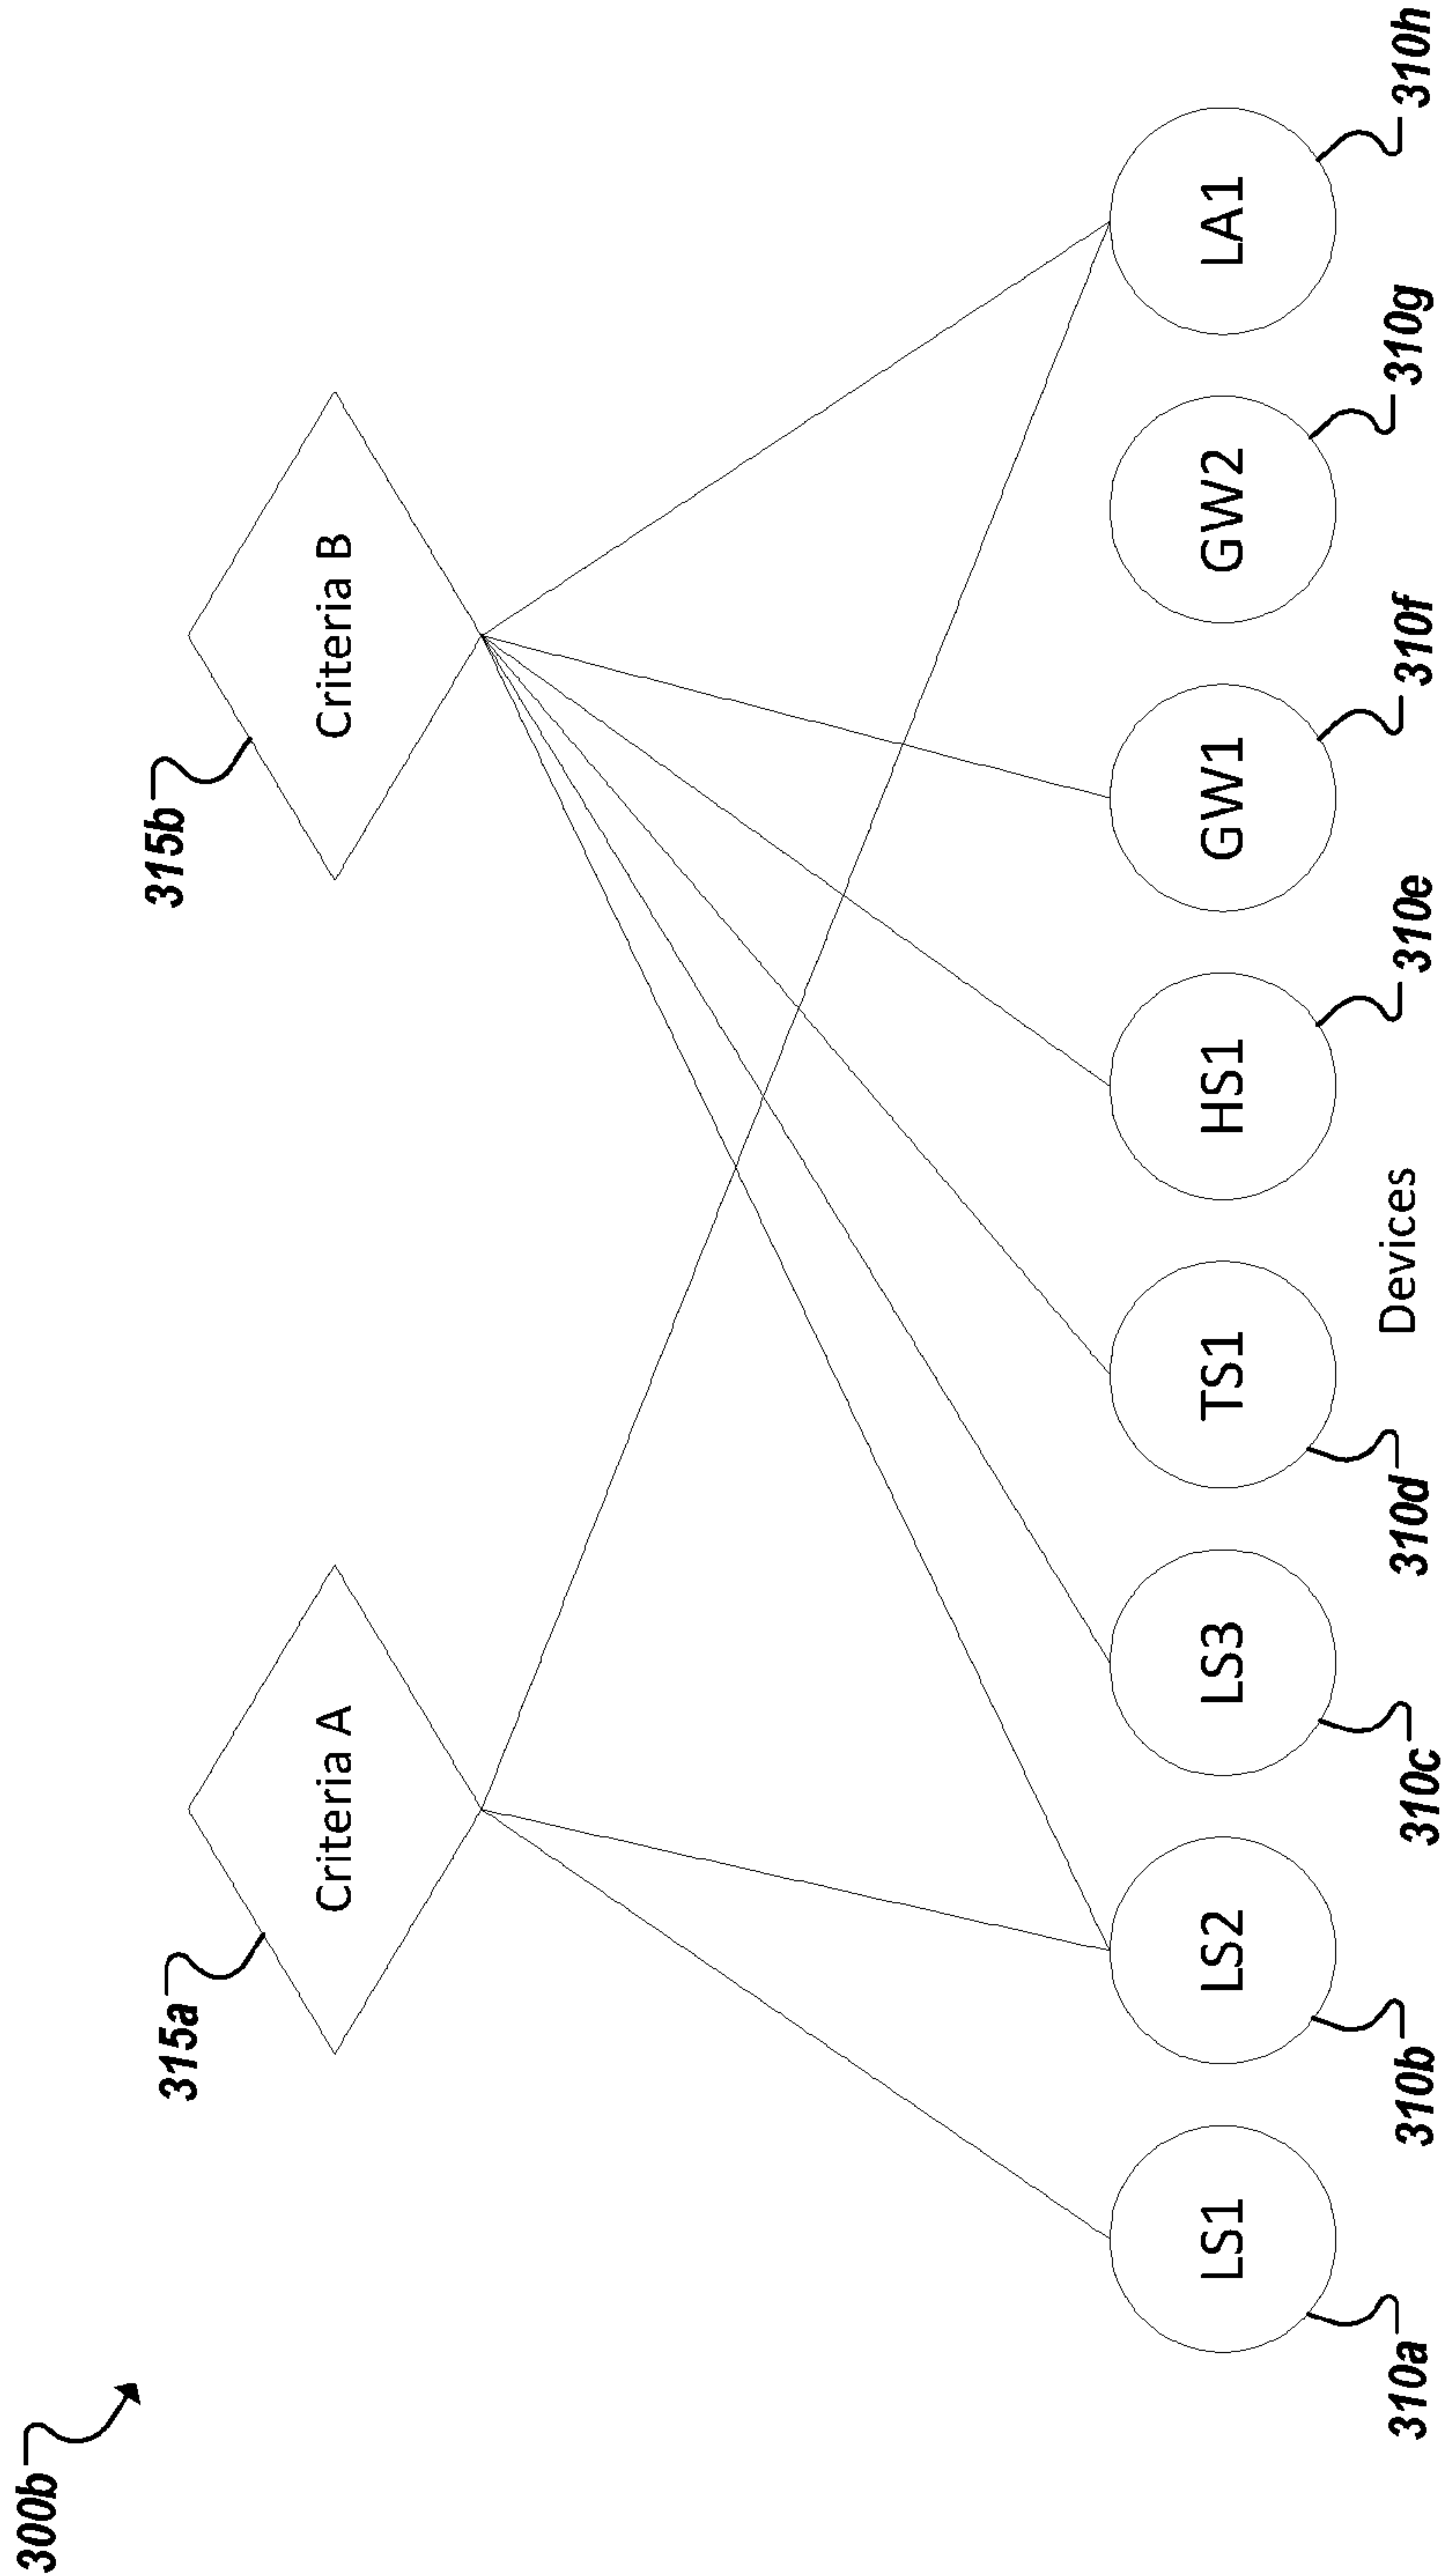 300b
315a
315b
Criteria A
Criteria B
LS1
LS2
LS3
TS1
HS1
GW1
GW2
LA1
310a
310b
310c
310d
Devices
310e
310f
310g
310h